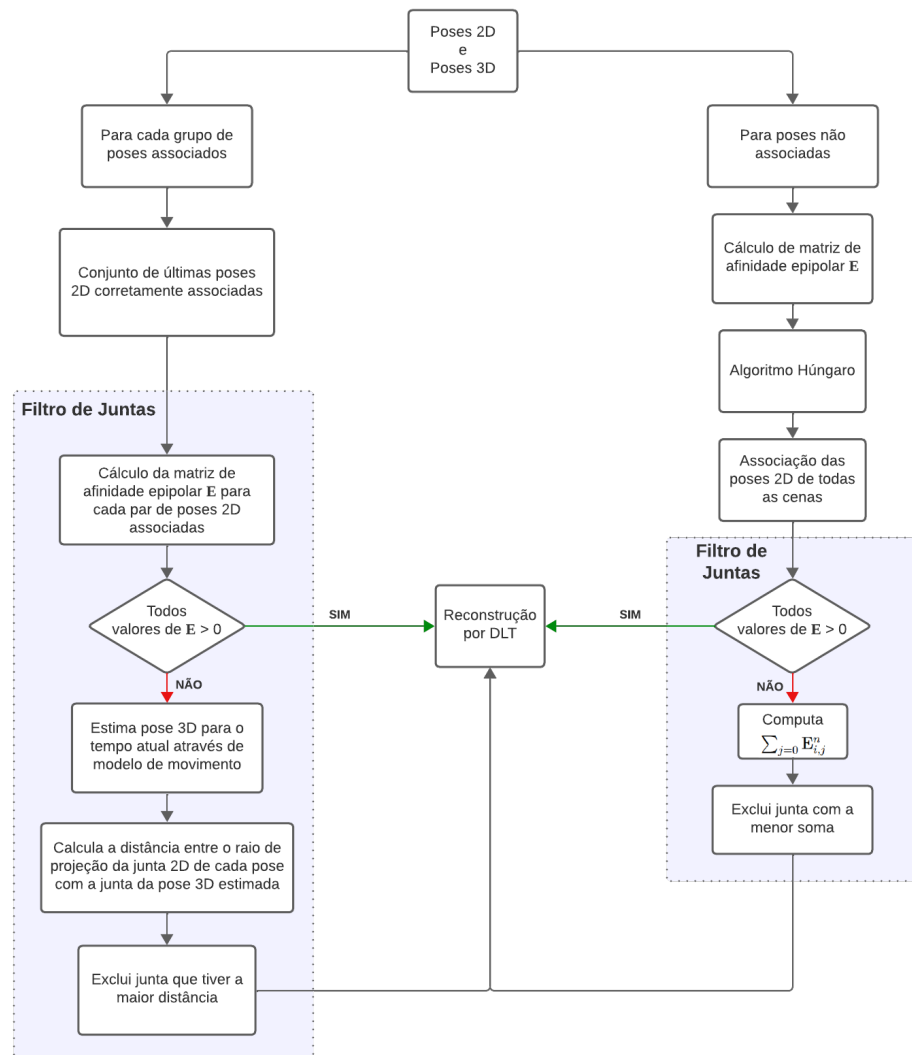 Poses 2D
e
Poses 3D
Para cada grupo de
poses associados
Conjunto de últimas poses
2D corretamente associadas
Filtro de Juntas
Cálculo da matriz de
afinidade epipolar E para
cada par de poses 2D
associadas
Todos
valores de E > 0
SIM
NÃO
Estima pose 3D para o
tempo atual através de
modelo de movimento
Calcula a distância entre o raio de
projeção da junta 2D de cada pose
com a junta da pose 3D estimada
Exclui junta que tiver a
maior distância
Reconstrução
por DLT
Para poses não
associadas
Cálculo de matriz de
afinidade epipolar E
Algoritmo Húngaro
Associação das
poses 2D de todas
as cenas
Filtro de
Juntas
Todos
valores de E > 0
SIM
NÃO
Computa
∑_{j=0} E^n_{i,j}
Exclui junta com a
menor soma